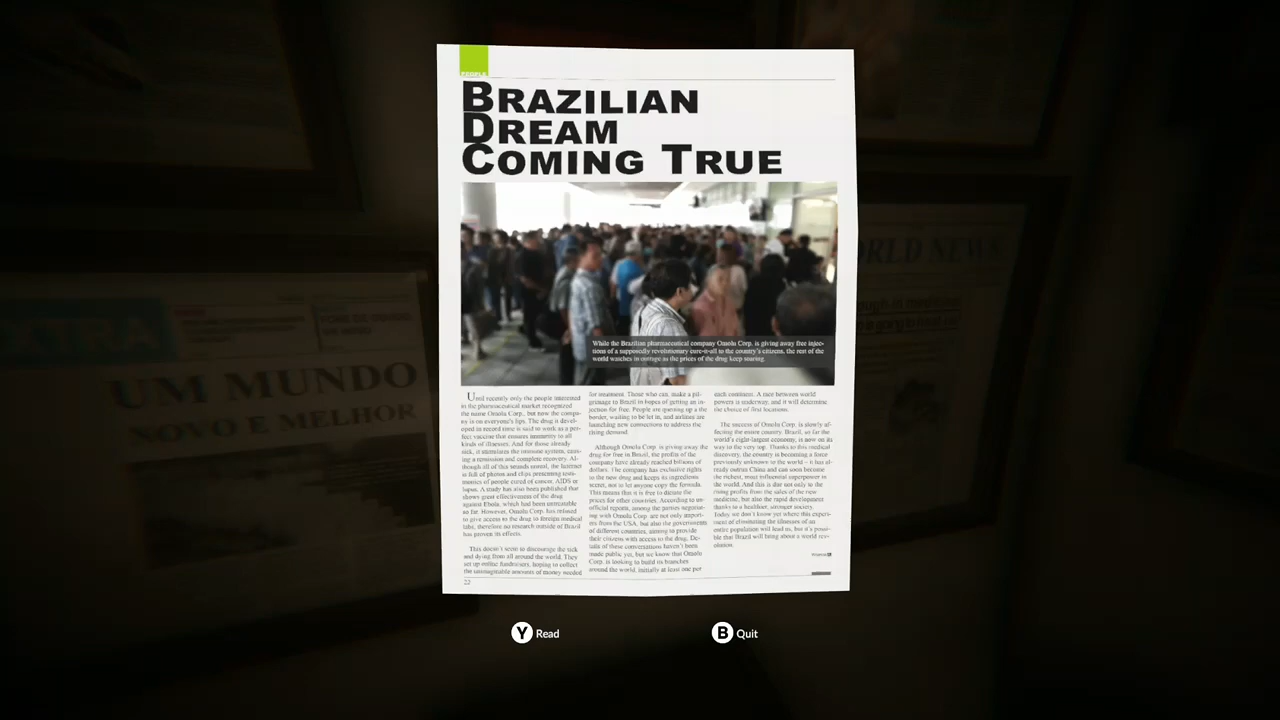 PEOPLE
BRAZILIAN
DREAM
COMING TRUE
While the Brazilian pharmaceutical company Omolu Corp. is giving away free injec-
tions of a supposedly revolutionary cure-it-all to the country's citizens, the rest of the
world watches in outrage as the prices of the drug keep soaring.
Until recently only the people interested
in the pharmaceutical market recognized
the name Omolu Corp., but now the compa-
ny is on everyone's lips. The drug it devel-
oped in record time is said to work as a per-
fect vaccine that ensures immunity to all
kinds of illnesses. And for those already
sick, it stimulates the immune system, caus-
ing a remission and complete recovery. Al-
though all of this sounds unreal, the Internet
is full of photos and clips presenting testi-
monies of people cured of cancer, AIDS or
lupus. A study has also been published that
shows great effectiveness of the drug
against Ebola, which had been untreatable
so far. However, Omolu Corp. has refused
to give access to the drug to foreign medical
labs, therefore no research outside of Brazil
has proven its effects.
This doesn't seem to discourage the sick
and dying from all around the world. They
set up online fundraisers, hoping to collect
the unimaginable amounts of money needed
for treatment. Those who can, make a pil-
grimage to Brazil in hopes of getting an in-
jection for free. People are queuing up at the
border, waiting to be let in, and airlines are
launching new connections to address the
rising demand.
Although Omolu Corp. is giving away the
drug for free in Brazil, the profits of the
company have already reached billions of
dollars. The company has exclusive rights
to the new drug and keeps its ingredients
secret, not to let anyone copy the formula.
This means that it is free to dictate the
prices for other countries. According to un-
official reports, among the parties negotiat-
ing with Omolu Corp. are not only import-
ers from the USA, but also the governments
of different countries, aiming to provide
their citizens with access to the drug. De-
tails of these conversations haven't been
made public yet, but we know that Omolu
Corp. is looking to build its branches
around the world, initially at least one per
each continent. A race between world
powers is underway, and it will determine
the choice of first locations.
The success of Omolu Corp. is slowly af-
fecting the entire country. Brazil, so far the
world's eight-largest economy, is now on its
way to the very top. Thanks to this medical
discovery, the country is becoming a force
previously unknown to the world – it has al-
ready outrun China and can soon become
the richest, most influential superpower in
the world. And this is due not only to the
rising profits from the sales of the new
medicine, but also the rapid development
thanks to a healthier, stronger society.
Today we don't know yet where this experi-
ment of eliminating the illnesses of an
entire population will lead us, but it's possi-
ble that Brazil will bring about a world rev-
olution.
22
EXTRA
UM MUNDO
NOVO E MELHOR
WORLD NEWS
Y Read
B Quit